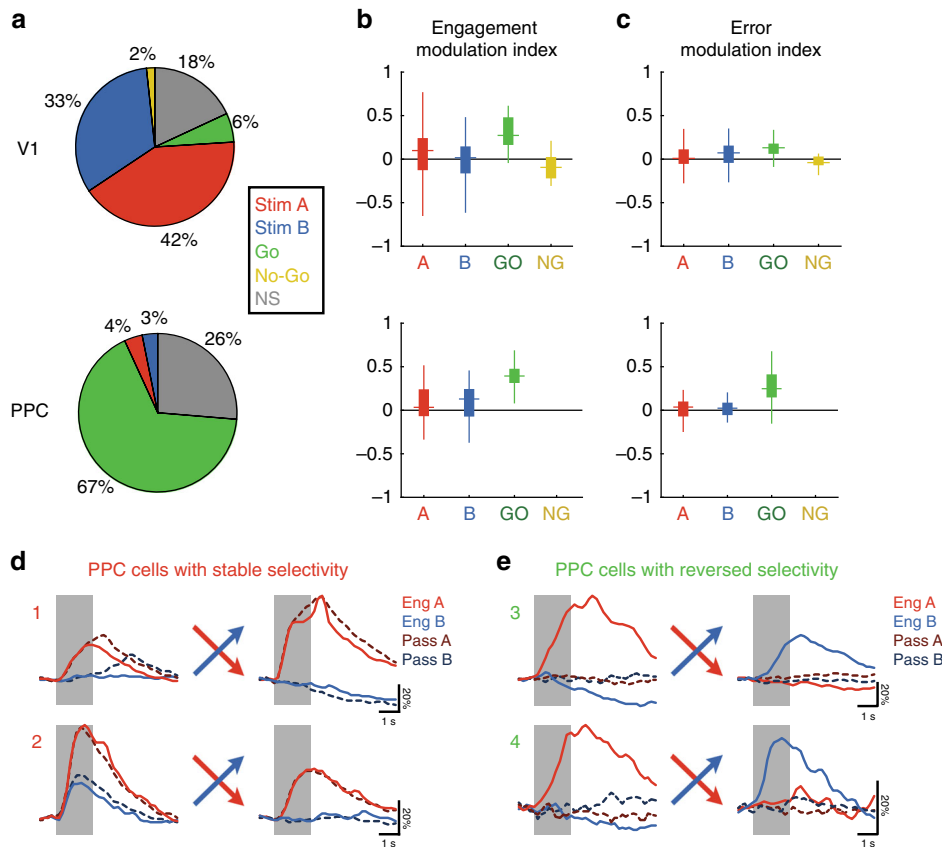 a
b
c
Engagement
modulation index
Error
modulation index
V1
2%
18%
33%
6%
42%
Stim A
Stim B
Go
No-Go
NS
1
0.5
0
−0.5
−1
A B GO NG
1
0.5
0
−0.5
−1
A B GO NG
PPC
4%
3%
26%
67%
1
0.5
0
−0.5
−1
A B GO NG
1
0.5
0
−0.5
−1
A B GO NG
d
PPC cells with stable selectivity
1
Eng A
Eng B
Pass A
Pass B
20%
1 s
2
20%
1 s
e
PPC cells with reversed selectivity
3
Eng A
Eng B
Pass A
Pass B
20%
1 s
4
20%
1 s